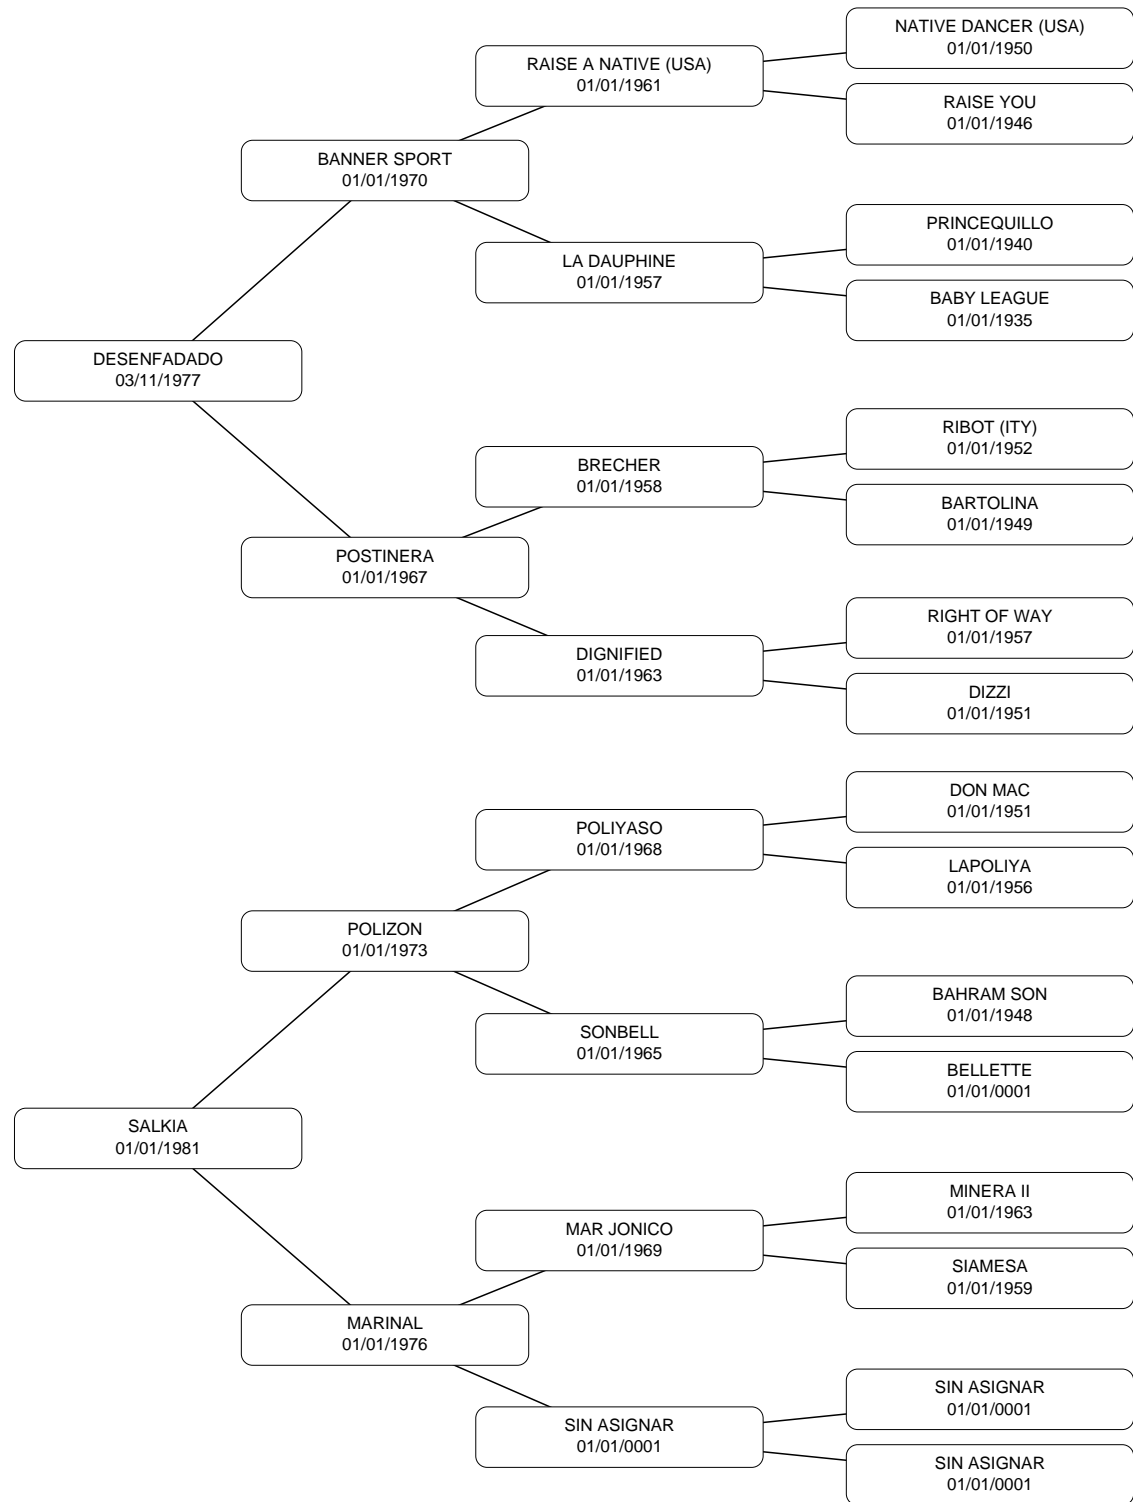 NATIVE DANCER (USA)
01/01/1950
RAISE A NATIVE (USA)
01/01/1961
RAISE YOU
01/01/1946
BANNER SPORT
01/01/1970
PRINCEQUILLO
01/01/1940
LA DAUPHINE
01/01/1957
BABY LEAGUE
01/01/1935
DESENFADADO
03/11/1977
RIBOT (ITY)
01/01/1952
BRECHER
01/01/1958
BARTOLINA
01/01/1949
POSTINERA
01/01/1967
RIGHT OF WAY
01/01/1957
DIGNIFIED
01/01/1963
DIZZI
01/01/1951
DON MAC
01/01/1951
POLIYASO
01/01/1968
LAPOLIYA
01/01/1956
POLIZON
01/01/1973
BAHRAM SON
01/01/1948
SONBELL
01/01/1965
BELLETTE
01/01/0001
SALKIA
01/01/1981
MINERA II
01/01/1963
MAR JONICO
01/01/1969
SIAMESA
01/01/1959
MARINAL
01/01/1976
SIN ASIGNAR
01/01/0001
SIN ASIGNAR
01/01/0001
SIN ASIGNAR
01/01/0001